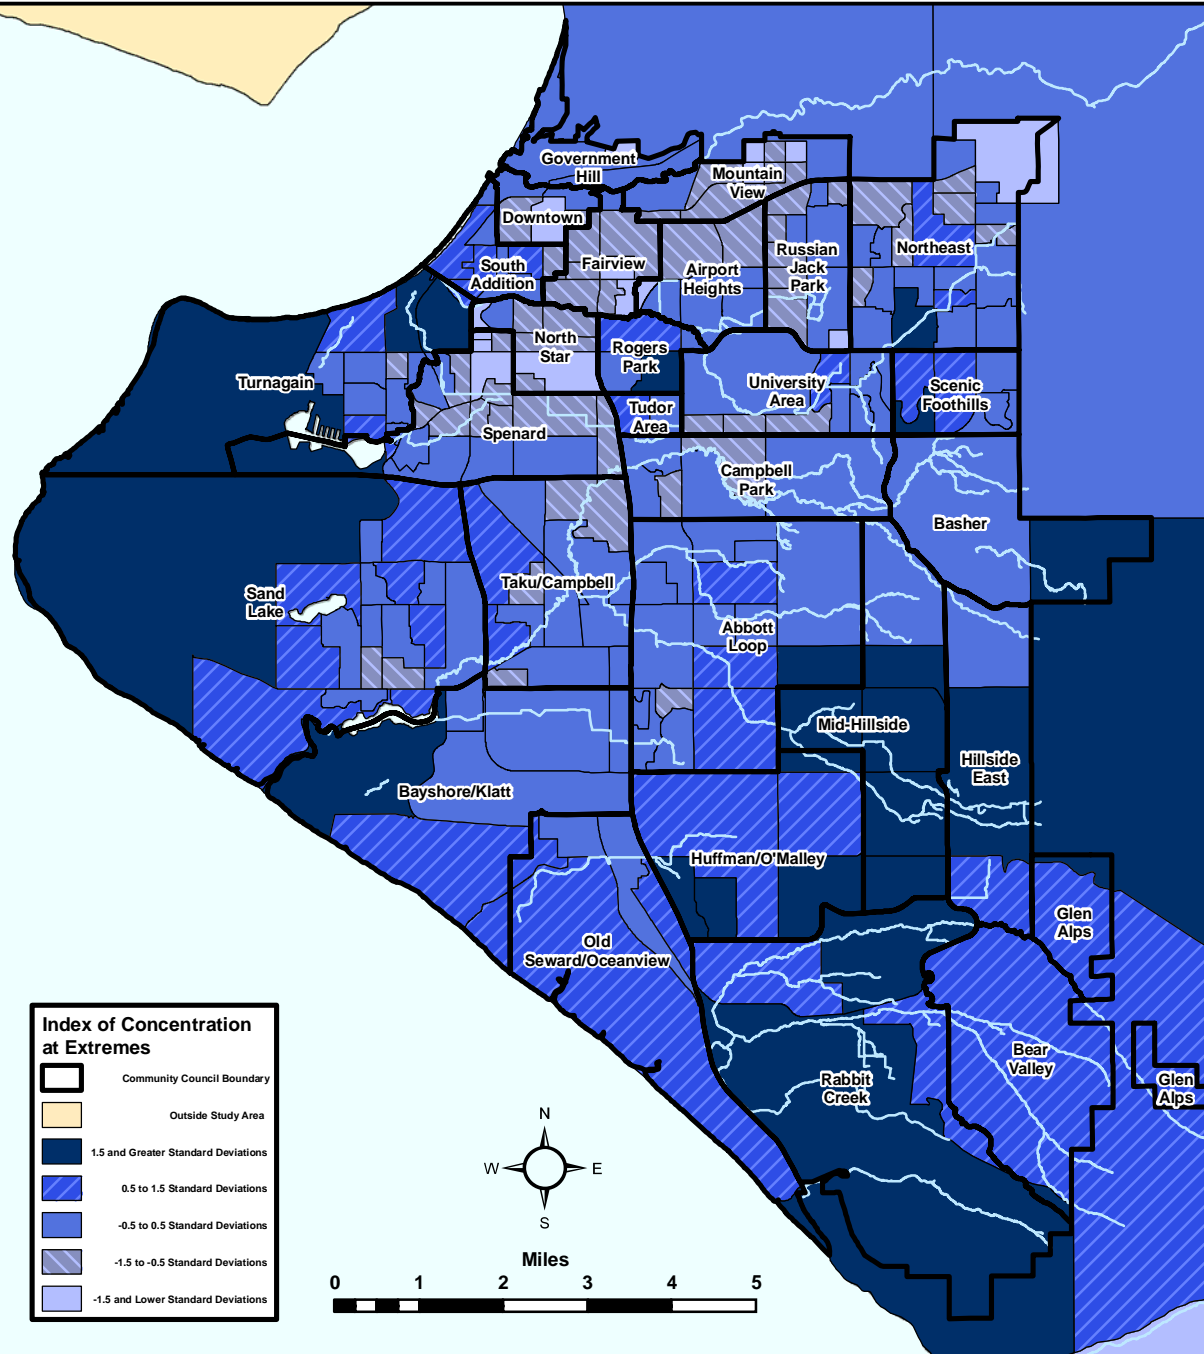 Government
Hill
Mountain
View
Downtown
Northeast
Russian
Jack
Park
Fairview
South
Addition
Airport
Heights
North
Star
Rogers
Park
Turnagain
University
Area
Scenic
Foothills
Tudor
Area
Spenard
Campbell
Park
Basher
Taku/Campbell
Sand
Lake
Abbott
Loop
Mid-Hillside
Hillside
East
Bayshore/Klatt
Huffman/O'Malley
Glen
Alps
Old
Seward/Oceanview
Bear
Valley
Rabbit
Creek
Glen
Alps
Index of Concentration
at Extremes
Community Council Boundary
Outside Study Area
1.5 and Greater Standard Deviations
0.5 to 1.5 Standard Deviations
-0.5 to 0.5 Standard Deviations
-1.5 to -0.5 Standard Deviations
-1.5 and Lower Standard Deviations
N
W E
S
Miles
0 1 2 3 4 5